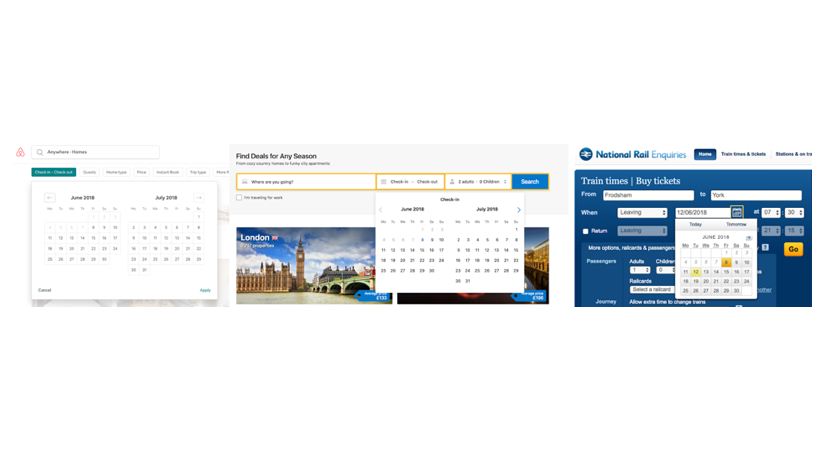 Anywhere · Homes
Check in – Check out
Guests
Home type
Price
Instant Book
Trip type
More F
June 2018
July 2018
Mo Tu We Th Fr Sa Su
Mo Tu We Th Fr Sa Su
1 2 3
1
4 5 6 7 8 9 10
2 3 4 5 6 7 8
11 12 13 14 15 16 17
9 10 11 12 13 14 15
18 19 20 21 22 23 24
16 17 18 19 20 21 22
25 26 27 28 29 30
23 24 25 26 27 28 29
30 31
Cancel
Apply
Find Deals for Any Season
From cozy country homes to funky city apartments
Where are you going?
Check-in – Check-out
2 adults · 0 Children
Search
I'm traveling for work
Check-in
June 2018
July 2018
Mo Tu We Th Fr Sa Su
Mo Tu We Th Fr Sa Su
1 2 3
1
4 5 6 7 8 9 10
2 3 4 5 6 7 8
11 12 13 14 15 16 17
9 10 11 12 13 14 15
18 19 20 21 22 23 24
16 17 18 19 20 21 22
25 26 27 28 29 30
23 24 25 26 27 28 29
30 31
London
properties
Average price
£133
Average price
£186
National Rail Enquiries
Home
Train times & tickets
Stations & on tra
Train times | Buy tickets
From
Frodsham
to
York
When
Leaving
12/06/2018
at
07
30
Return
Leaving
21
15
Today
Tomorrow
JUNE 2018
Mo Tu We Th Fr Sa Su
1 2 3
4 5 6 7 8 9 10
11 12 13 14 15 16 17
18 19 20 21 22 23 24
25 26 27 28 29 30
More options, railcards & passengers
?
Go
Passengers
Adults
Childre
1
0
Railcards
Select a railcard
nother
Journey
Allow extra time to change trains